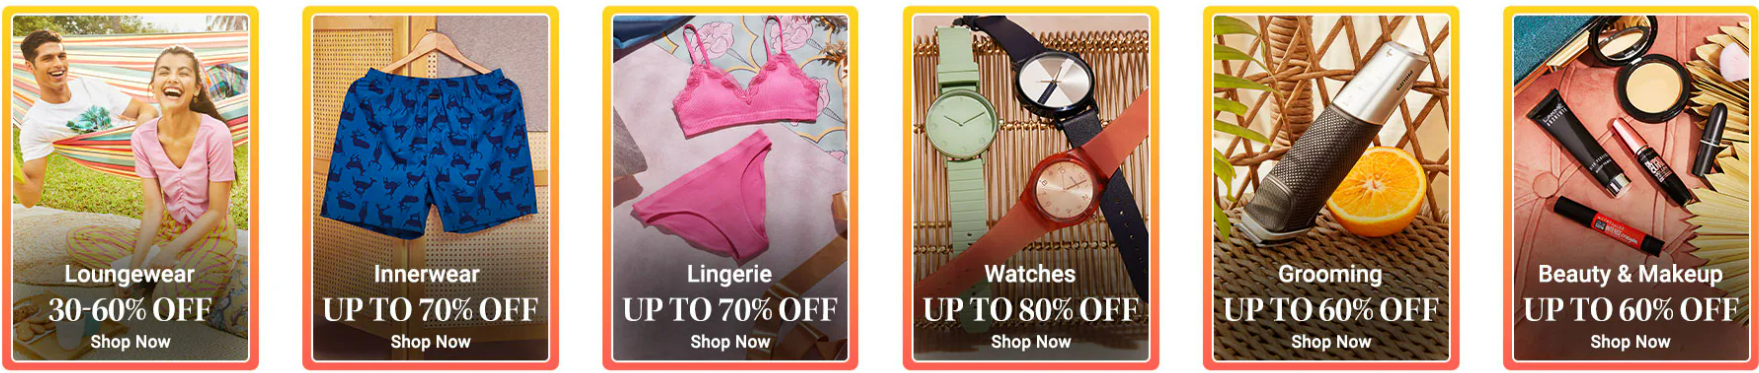 Loungewear
30-60% OFF
Shop Now
Innerwear
UP TO 70% OFF
Shop Now
Lingerie
UP TO 70% OFF
Shop Now
Watches
UP TO 80% OFF
Shop Now
Grooming
UP TO 60% OFF
Shop Now
Beauty & Makeup
UP TO 60% OFF
Shop Now